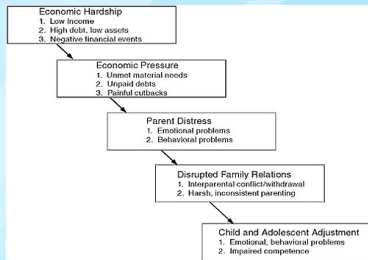 Economic Hardship
1. Low Income
2. High debt, low assets
3. Negative financial events
Economic Pressure
1. Unmet material needs
2. Unpaid debts
3. Painful cutbacks
Parent Distress
1. Emotional problems
2. Behavioral problems
Disrupted Family Relations
1. Interparental conflict/withdrawal
2. Harsh, inconsistent parenting
Child and Adolescent Adjustment
1. Emotional, behavioral problems
2. Impaired competence